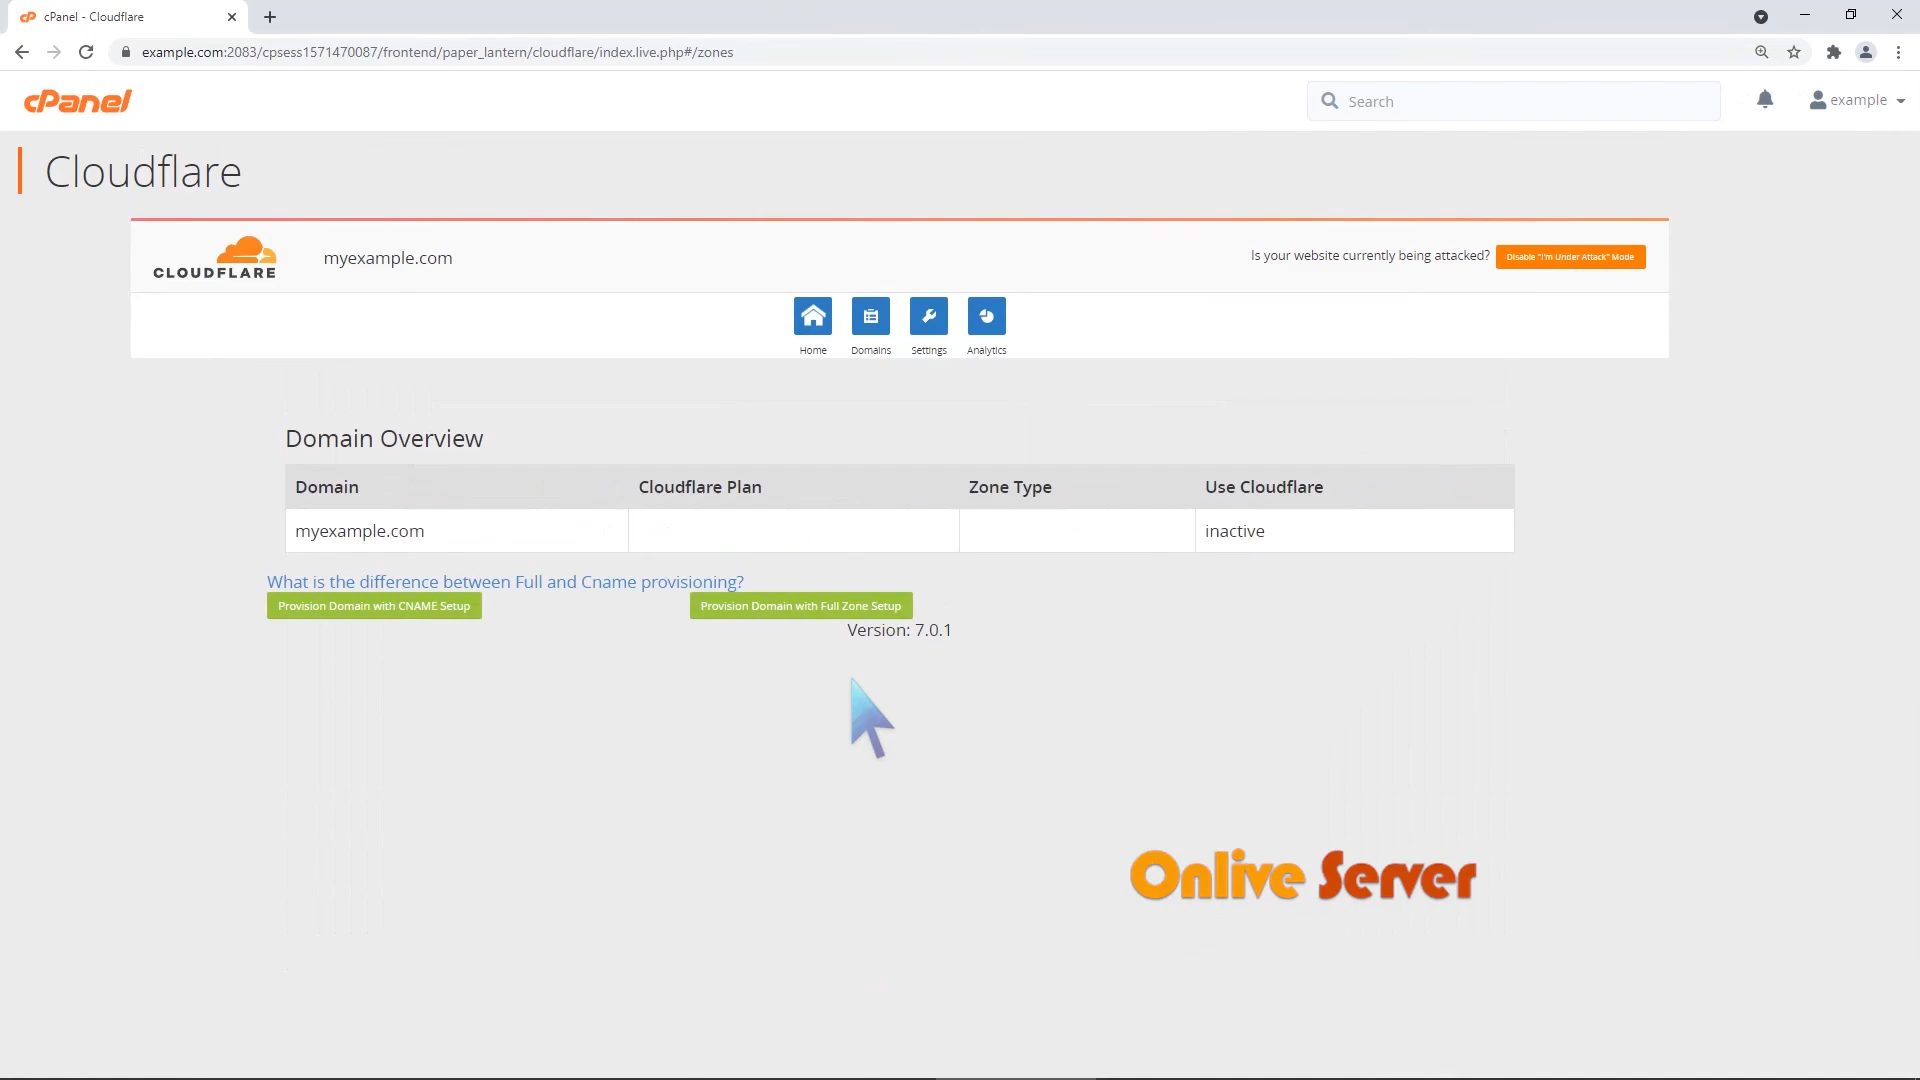 cPanel - Cloudflare
example.com:2083/cpsess1571470087/frontend/paper_lantern/cloudflare/index.live.php#/zones
cPanel
Search
example
Cloudflare
CLOUDFLARE
myexample.com
Is your website currently being attacked?
Disable "I'm Under Attack" Mode
Home
Domains
Settings
Analytics
Domain Overview
Domain
Cloudflare Plan
Zone Type
Use Cloudflare
myexample.com
inactive
What is the difference between Full and Cname provisioning?
Provision Domain with CNAME Setup
Provision Domain with Full Zone Setup
Version: 7.0.1
Onlive Server